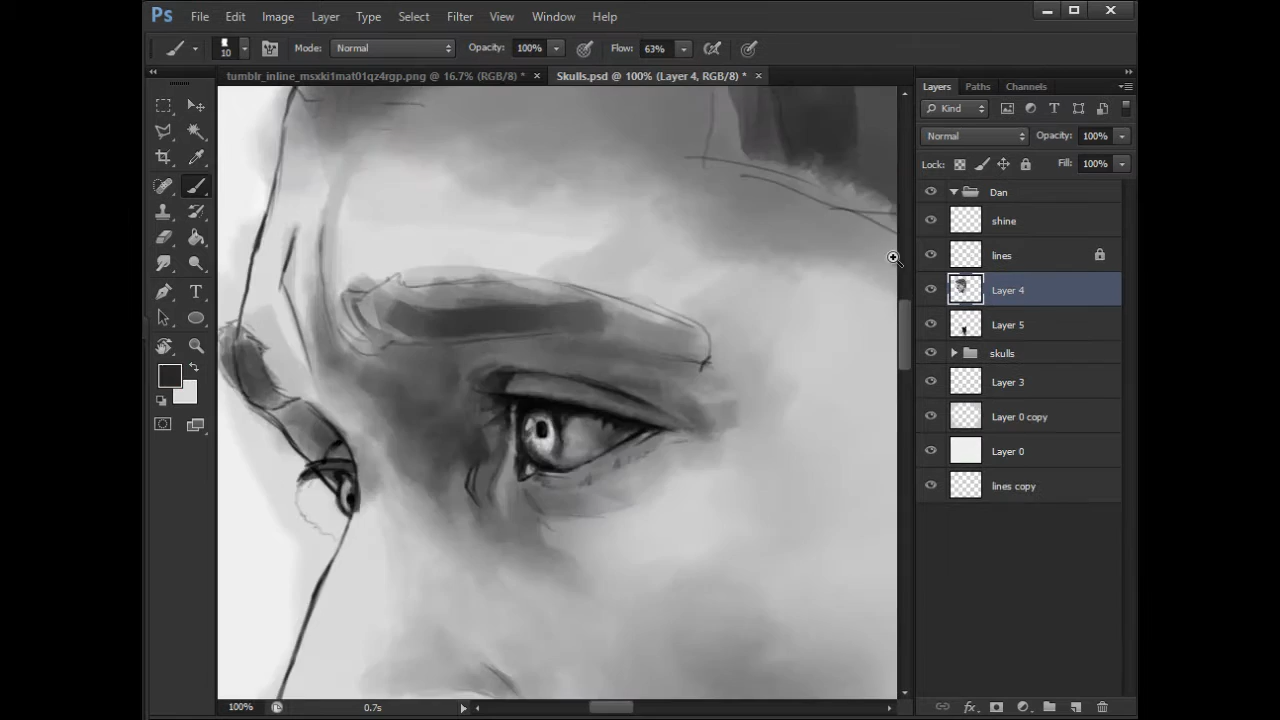 Ps File Edit Image Layer Type Select Filter View Window Help
10 Mode: Normal Opacity: 100% Flow: 63%
tumblr_inline_msxki1mat01qz4rgp.png @ 16.7% (RGB/8) * × Skulls.psd @ 100% (Layer 4, RGB/8) * ×
Layers Paths Channels
Kind
Normal Opacity: 100%
Lock: Fill: 100%
Dan
shine
lines
Layer 4
Layer 5
skulls
Layer 3
Layer 0 copy
Layer 0
lines copy
100% 0.7s
fx